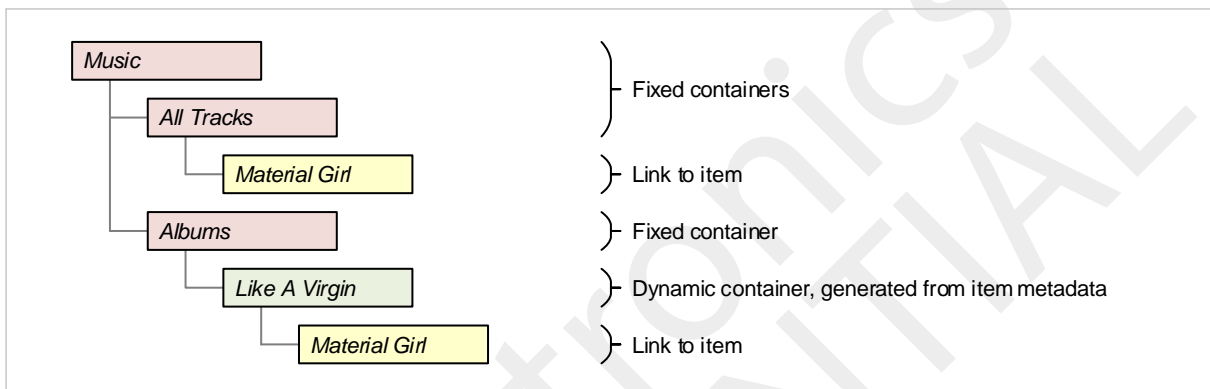 Music
Fixed containers
All Tracks
Material Girl
Link to item
Albums
Fixed container
Like A Virgin
Dynamic container, generated from item metadata
Material Girl
Link to item